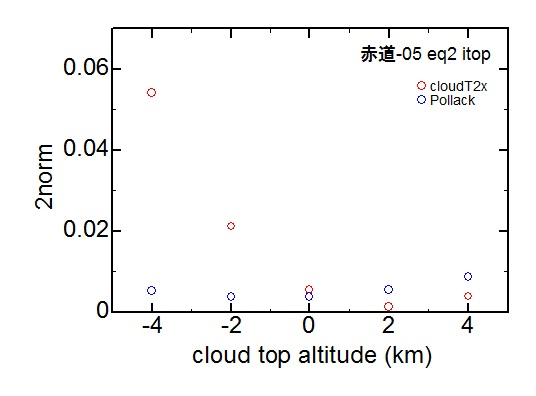 赤道-05 eq2 itop
cloudT2x
Pollack
0.06
0.04
0.02
0
2norm
-4 -2 0 2 4
cloud top altitude (km)